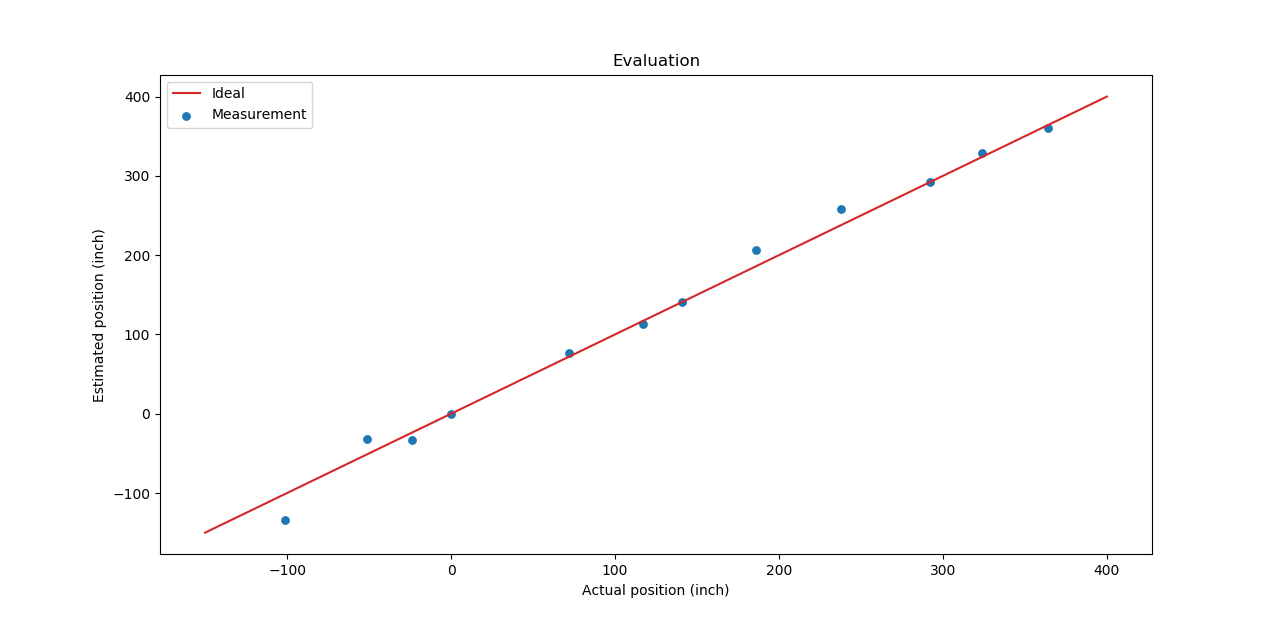 Evaluation
Ideal
Measurement
400
300
200
100
0
−100
Estimated position (inch)
−100
0
100
200
300
400
Actual position (inch)